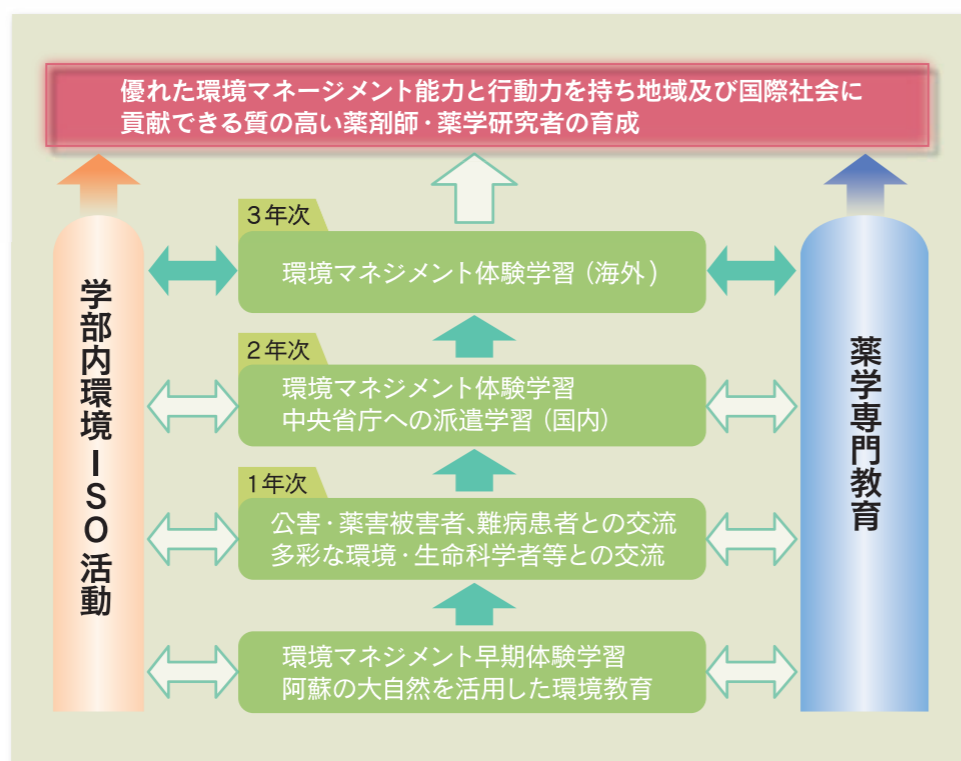 優れた環境マネージメント能力と行動力を持ち地域及び国際社会に
貢献できる質の高い薬剤師・薬学研究者の育成
学部内環境ISO活動
3年次
環境マネジメント体験学習（海外）
2年次
環境マネジメント体験学習
中央省庁への派遣学習（国内）
1年次
公害・薬害被害者、難病患者との交流
多彩な環境・生命科学者等との交流
環境マネジメント早期体験学習
阿蘇の大自然を活用した環境教育
薬学専門教育